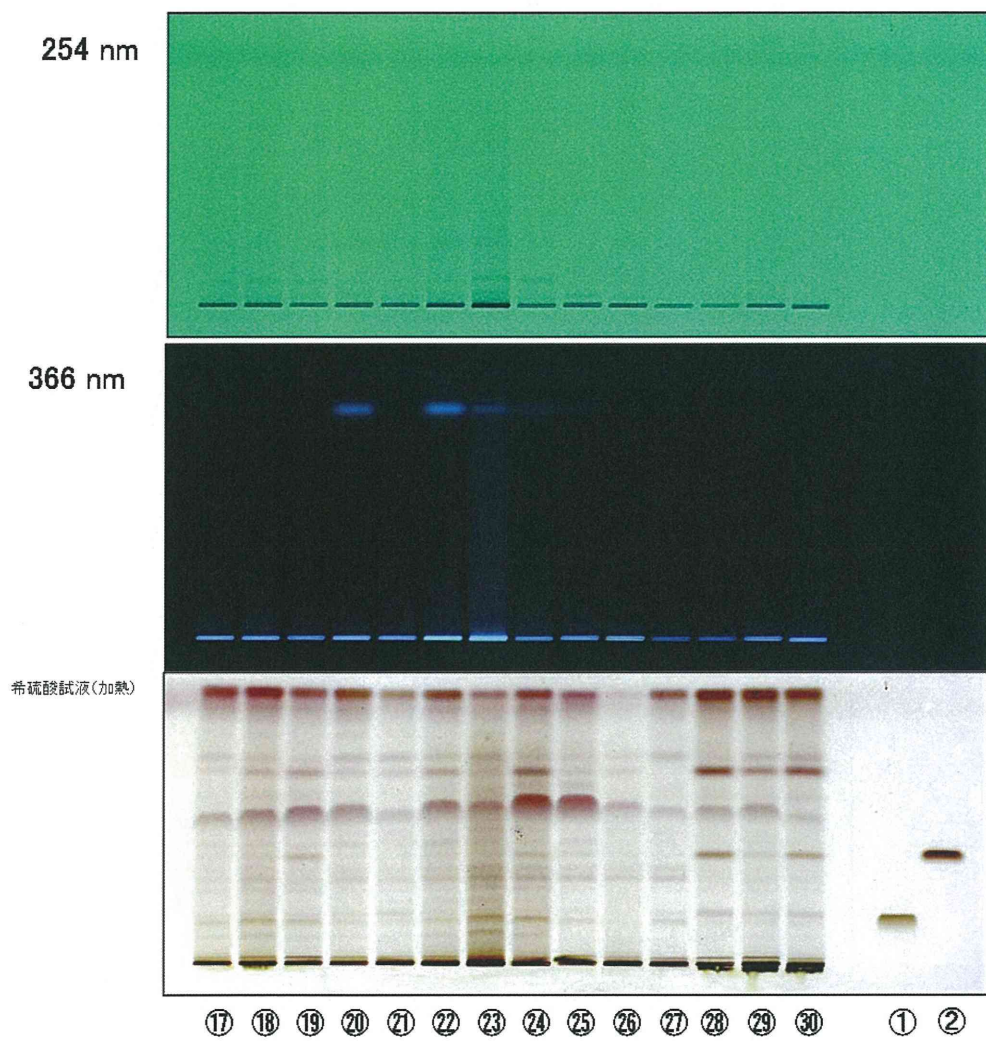 254 nm
366 nm
希硫酸試液(加熱)
⑰ ⑱ ⑲ ⑳ ㉑ ㉒ ㉓ ㉔ ㉕ ㉖ ㉗ ㉘ ㉙ ㉚ ① ②